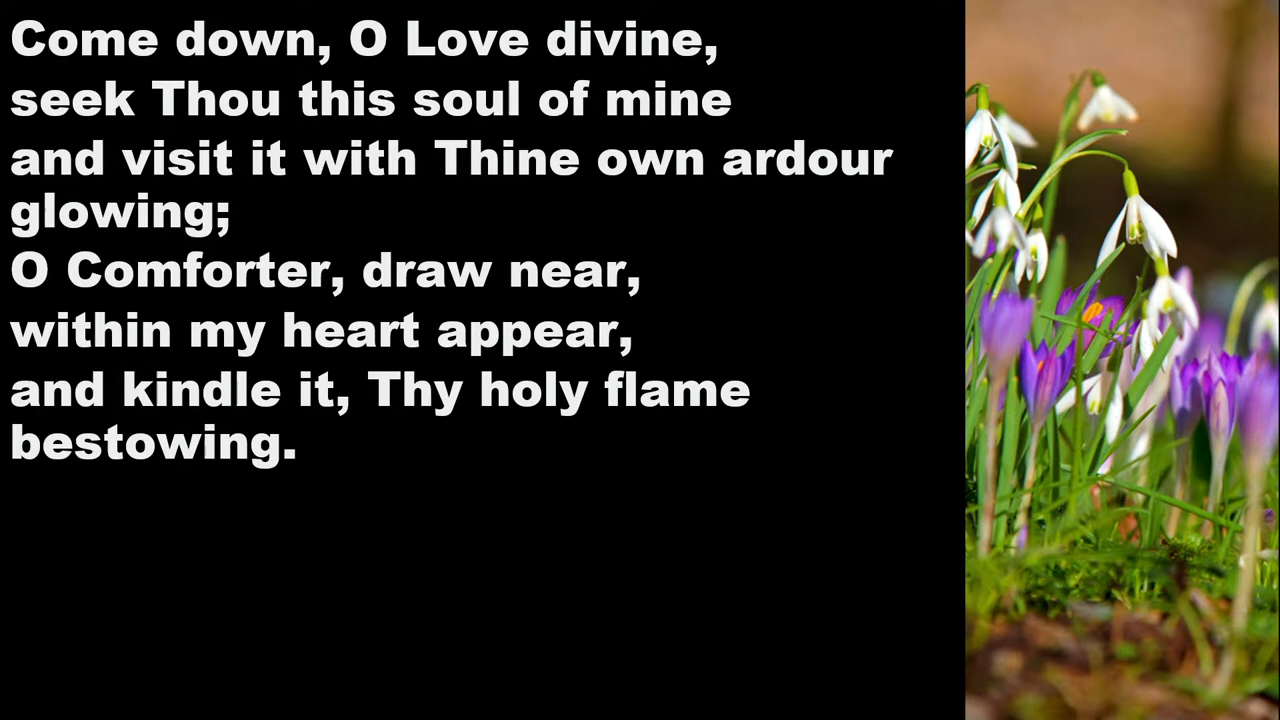 Come down, O Love divine,
seek Thou this soul of mine
and visit it with Thine own ardour
glowing;
O Comforter, draw near,
within my heart appear,
and kindle it, Thy holy flame
bestowing.